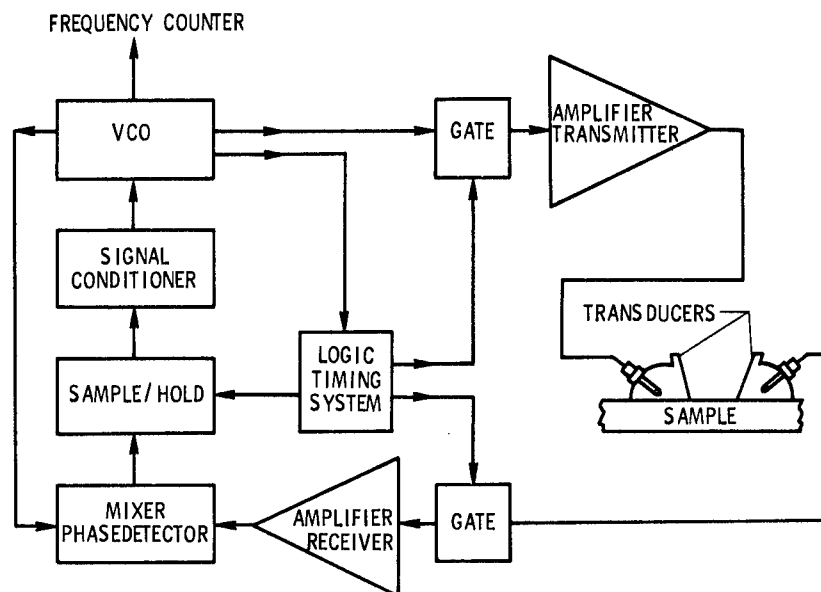 FREQUENCY COUNTER
VCO
GATE
AMPLIFIER
TRANSMITTER
SIGNAL
CONDITIONER
TRANSDUCERS
LOGIC
TIMING
SYSTEM
SAMPLE/HOLD
SAMPLE
MIXER
PHASEDETECTOR
AMPLIFIER
RECEIVER
GATE